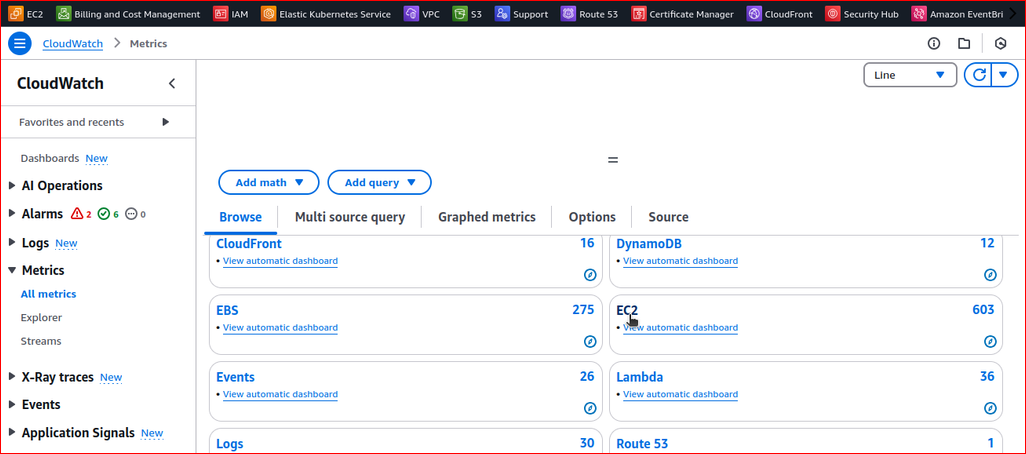 EC2 Billing and Cost Management IAM Elastic Kubernetes Service VPC S3 Support Route 53 Certificate Manager CloudFront Security Hub Amazon EventBri
CloudWatch Metrics
CloudWatch
Line
Favorites and recents
Dashboards New
AI Operations
Alarms 2 6 0
Logs New
Metrics
All metrics
Explorer
Streams
X-Ray traces New
Events
Application Signals New
Add math Add query
Browse Multi source query Graphed metrics Options Source
CloudFront 16 DynamoDB 12
• View automatic dashboard • View automatic dashboard
EBS 275 EC2 603
• View automatic dashboard • View automatic dashboard
Events 26 Lambda 36
• View automatic dashboard • View automatic dashboard
Logs 30 Route 53 1